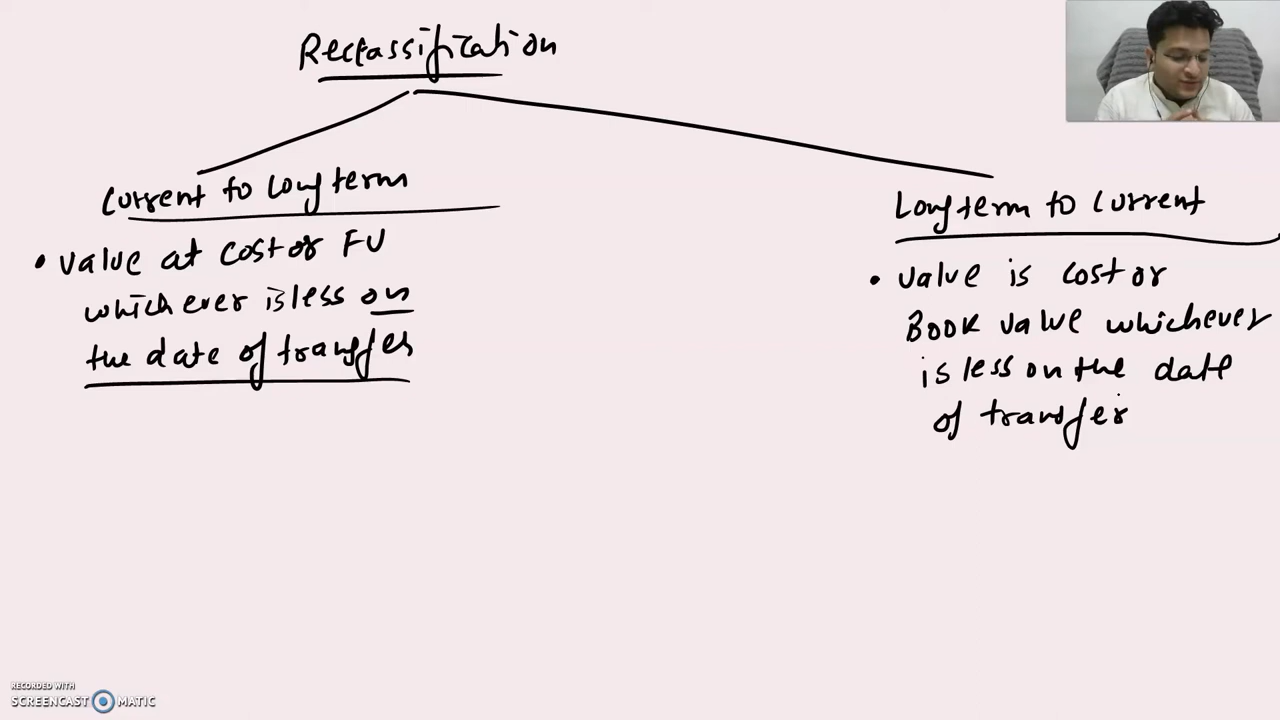 Reclassification
Current to Long term
Value at cost or FV
which ever is less on
the date of transfer
Long term to current
Value is cost or
Book value whichever
is less on the date
of transfer
RECORDED WITH
SCREENCAST MATIC